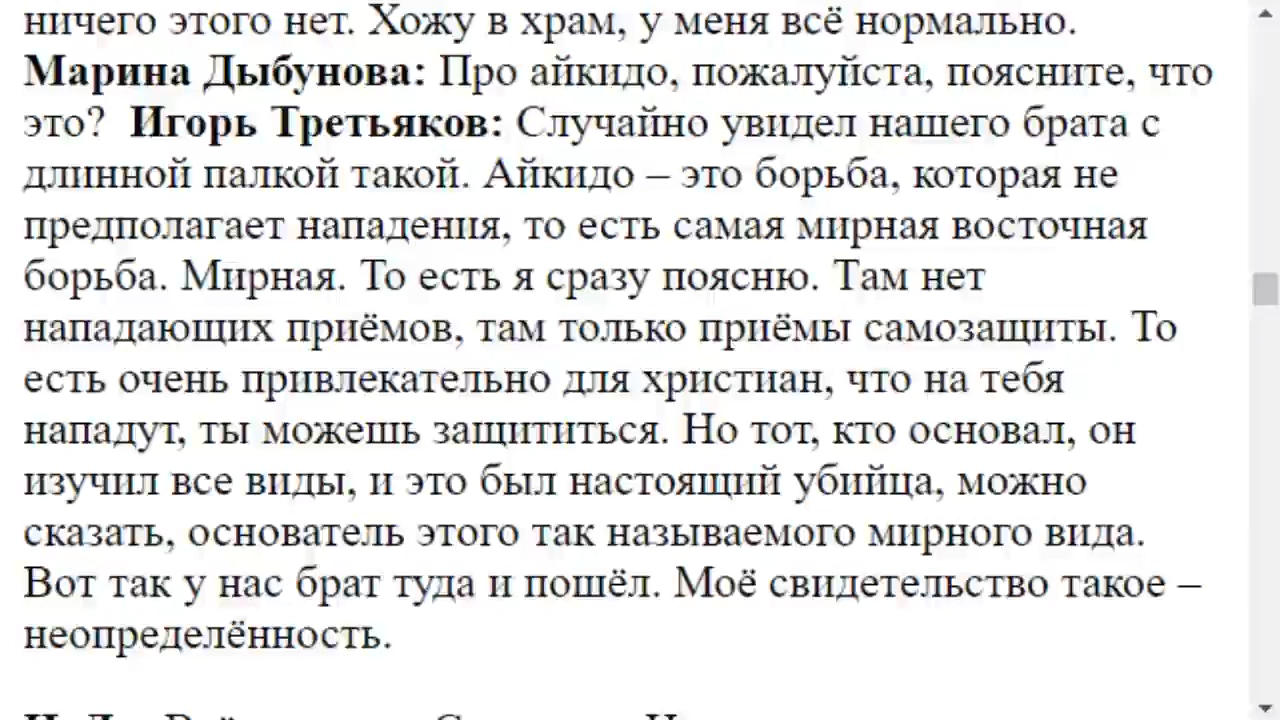 ничего этого нет. Хожу в храм, у меня всё нормально.
Марина Дыбунова: Про айкидо, пожалуйста, поясните, что
это? Игорь Третьяков: Случайно увидел нашего брата с
длинной палкой такой. Айкидо – это борьба, которая не
предполагает нападения, то есть самая мирная восточная
борьба. Мирная. То есть я сразу поясню. Там нет
нападающих приёмов, там только приёмы самозащиты. То
есть очень привлекательно для христиан, что на тебя
нападут, ты можешь защититься. Но тот, кто основал, он
изучил все виды, и это был настоящий убийца, можно
сказать, основатель этого так называемого мирного вида.
Вот так у нас брат туда и пошёл. Моё свидетельство такое –
неопределённость.